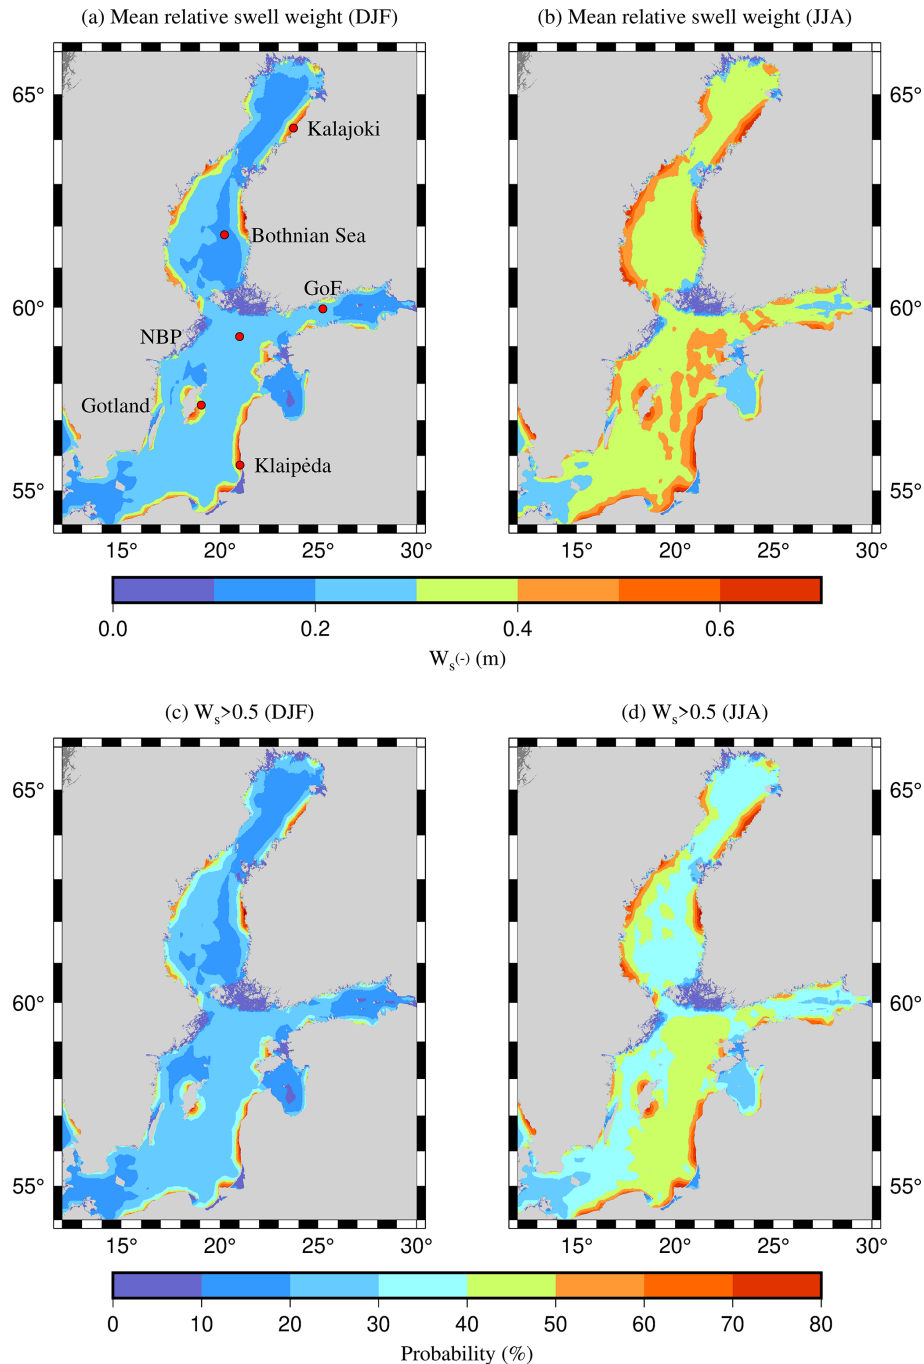 (a) Mean relative swell weight (DJF)
(b) Mean relative swell weight (JJA)
65°
Kalajoki
65°
Bothnian Sea
60°
GoF
60°
NBP
Gotland
Klaipėda
55°
55°
15° 20° 25° 30°
15° 20° 25° 30°
0.0 0.2 0.4 0.6
Ws(-) (m)
(c) Ws>0.5 (DJF)
(d) Ws>0.5 (JJA)
65°
65°
60°
60°
55°
55°
15° 20° 25° 30°
15° 20° 25° 30°
0 10 20 30 40 50 60 70 80
Probability (%)